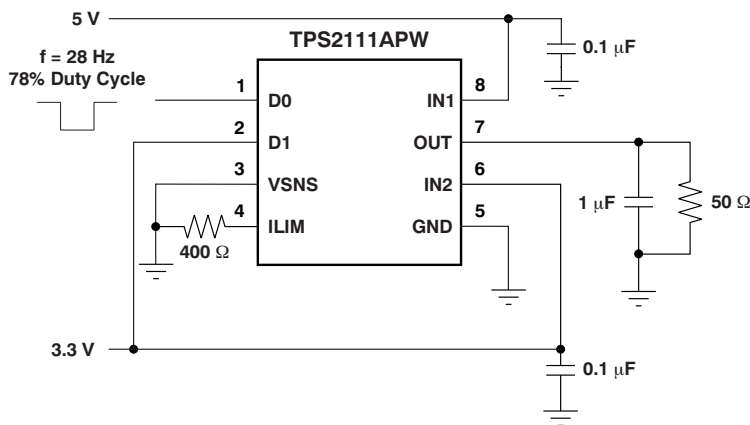 5 V
TPS2111APW
0.1 µF
f = 28 Hz
78% Duty Cycle
1
D0
IN1
8
2
D1
OUT
7
3
VSNS
IN2
6
1 µF
50 Ω
4
ILIM
GND
5
400 Ω
3.3 V
0.1 µF